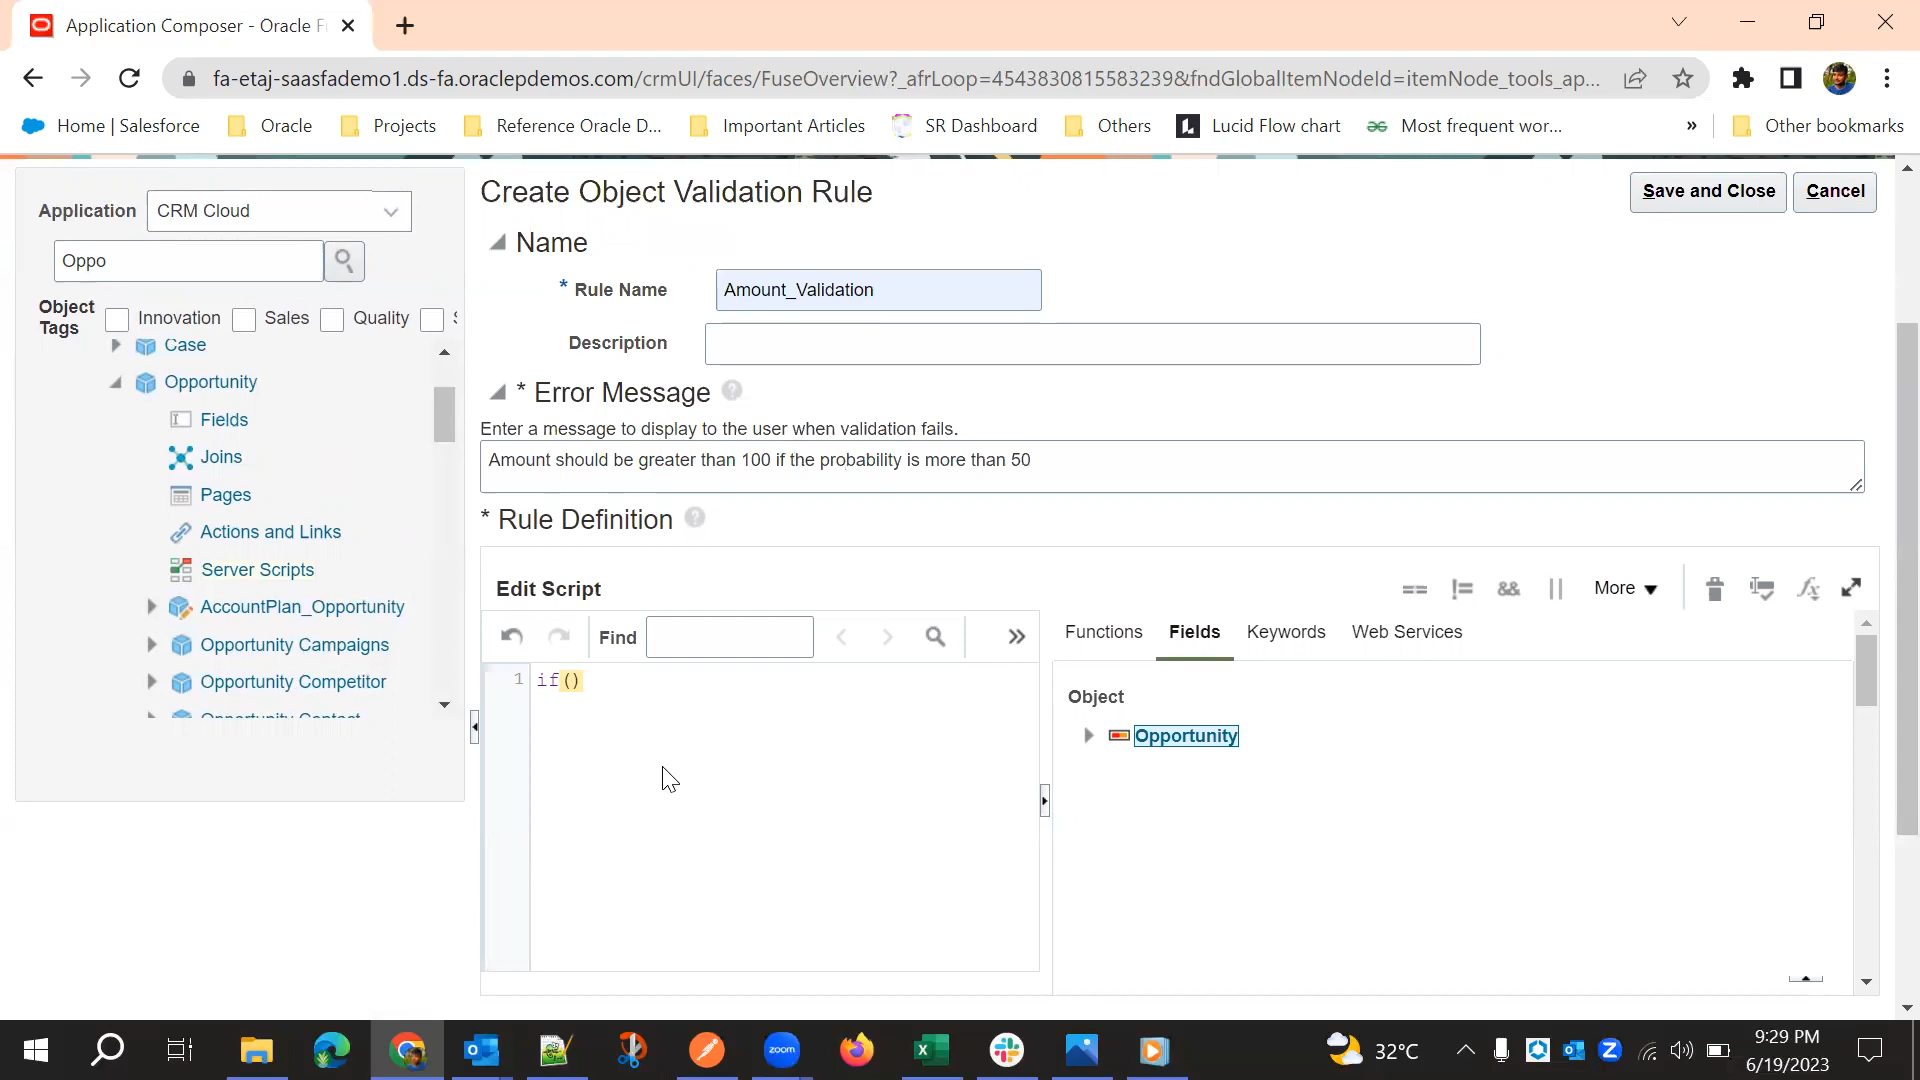 Application Composer - Oracle F
fa-etaj-saasfademo1.ds-fa.oraclepdemos.com/crmUI/faces/FuseOverview?_afrLoop=4543830815583239&fndGlobalItemNodeId=itemNode_tools_ap...
Home | Salesforce
Oracle
Projects
Reference Oracle D...
Important Articles
SR Dashboard
Others
Lucid Flow chart
Most frequent wor...
»
Other bookmarks
Application
CRM Cloud
Oppo
Object Tags
Innovation
Sales
Quality
Case
Opportunity
Fields
Joins
Pages
Actions and Links
Server Scripts
AccountPlan_Opportunity
Opportunity Campaigns
Opportunity Competitor
Create Object Validation Rule
Save and Close
Cancel
Name
* Rule Name
Amount_Validation
Description
* Error Message
Enter a message to display to the user when validation fails.
Amount should be greater than 100 if the probability is more than 50
* Rule Definition
Edit Script
==
!=
&&
||
More
Find
»
1 if()
Functions
Fields
Keywords
Web Services
Object
Opportunity
zoom
32°C
9:29 PM
6/19/2023